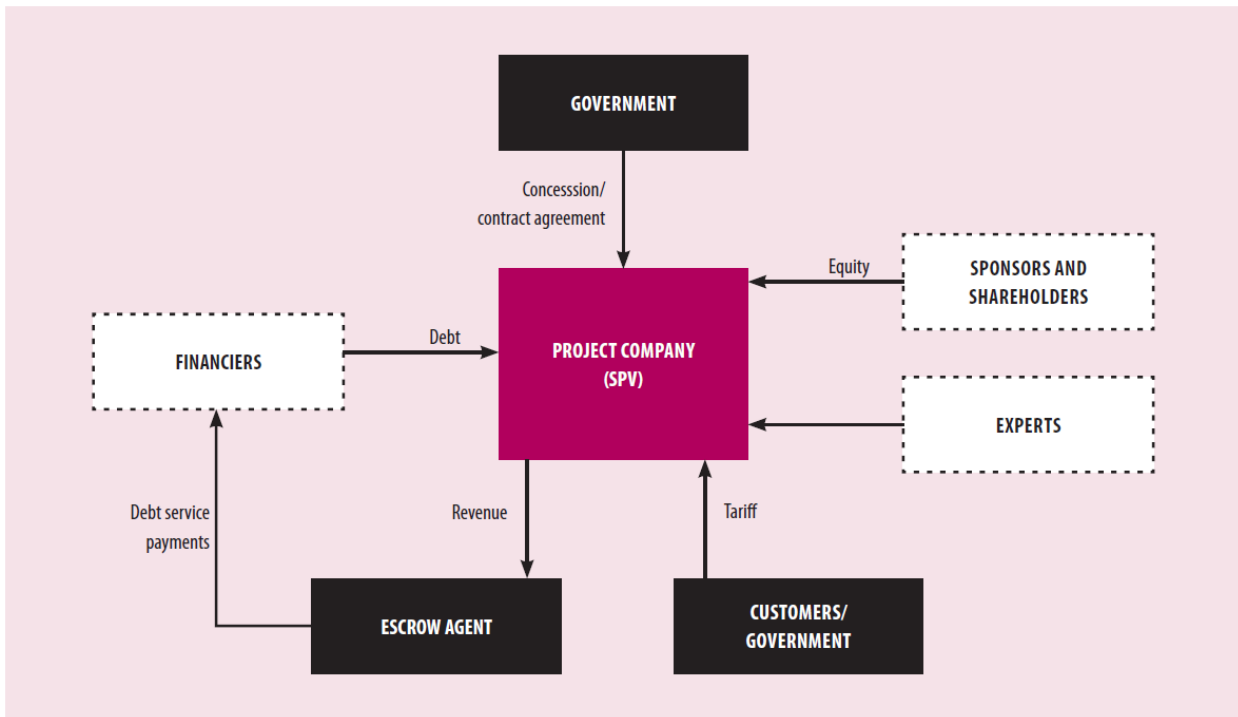 GOVERNMENT
Concesssion/
contract agreement
Equity
SPONSORS AND
SHAREHOLDERS
FINANCIERS
Debt
PROJECT COMPANY
(SPV)
EXPERTS
Debt service
payments
Revenue
Tariff
ESCROW AGENT
CUSTOMERS/
GOVERNMENT